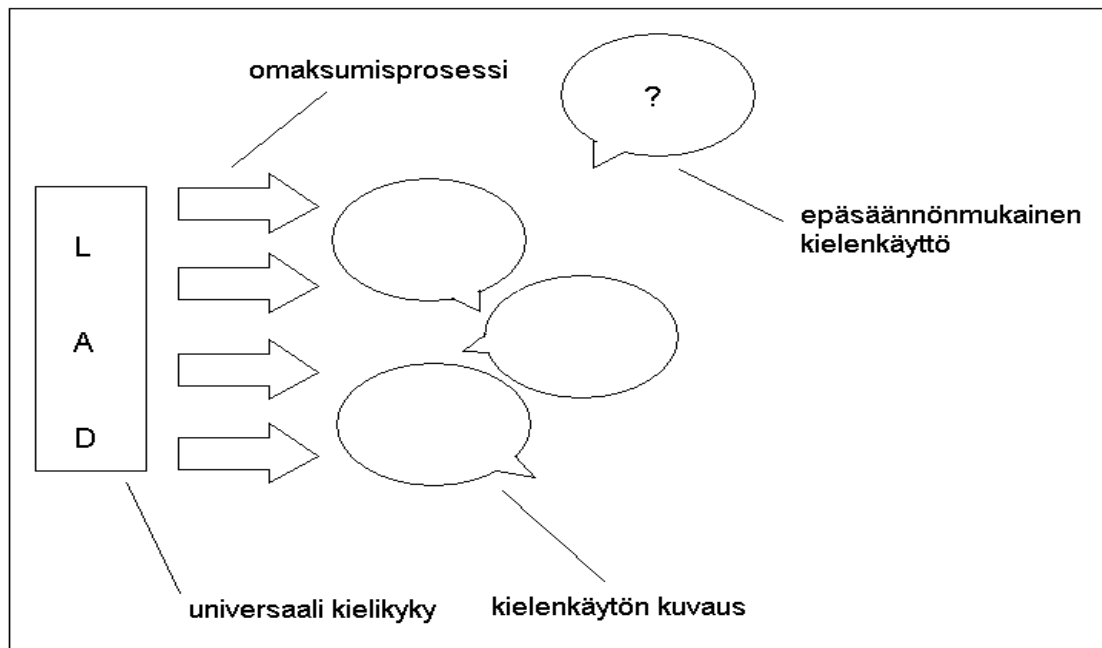 omaksumisprosessi
?
epäsäännönmukainen
kielenkäyttö
L
A
D
universaali kielikyky
kielenkäytön kuvaus